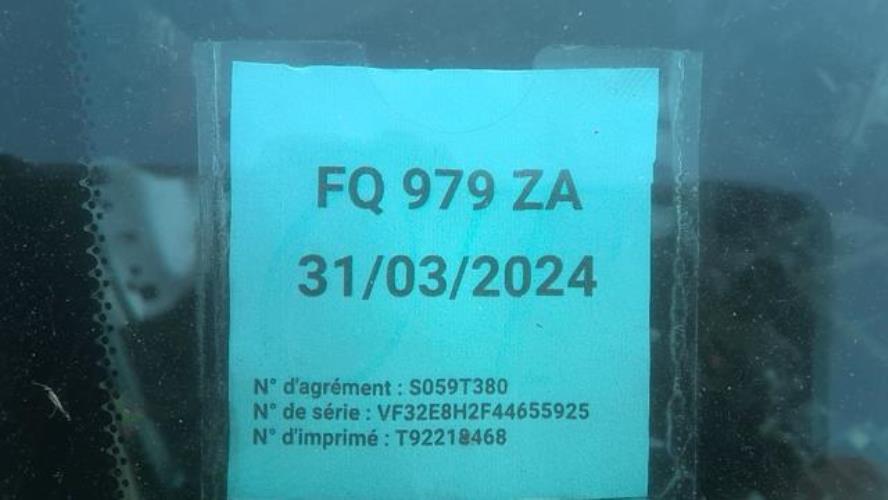 FQ 979 ZA
31/03/2024
N° d'agrément : S059T380
N° de série : VF32E8H2F44655925
N° d'imprimé : T92218468